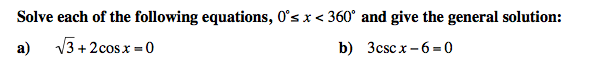 Solve each of the following equations, 0°≤ x < 360° and give the general solution:
a) √3 + 2cos x = 0 b) 3csc x – 6 = 0